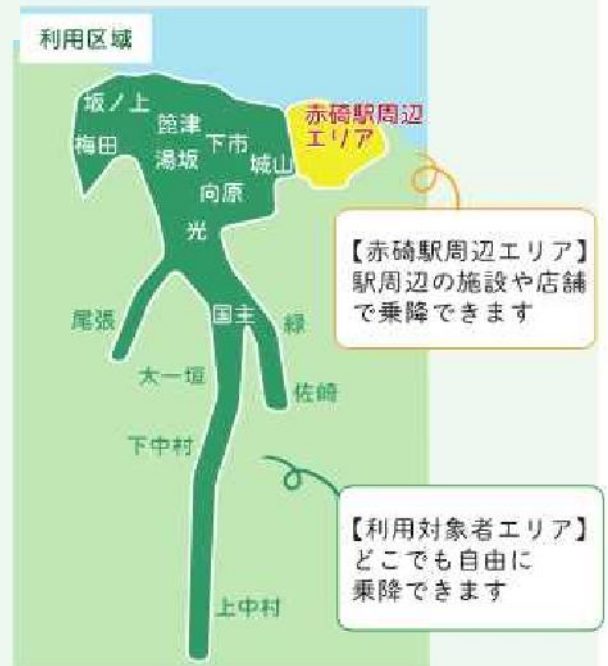 利用区域
坂ノ上
箆津
赤碕駅周辺
エリア
梅田
湯坂
下市
城山
向原
光
【赤碕駅周辺エリア】
駅周辺の施設や店舗
で乗降できます
尾張
国主
緑
大一垣
佐崎
下中村
【利用対象者エリア】
どこでも自由に
乗降できます
上中村